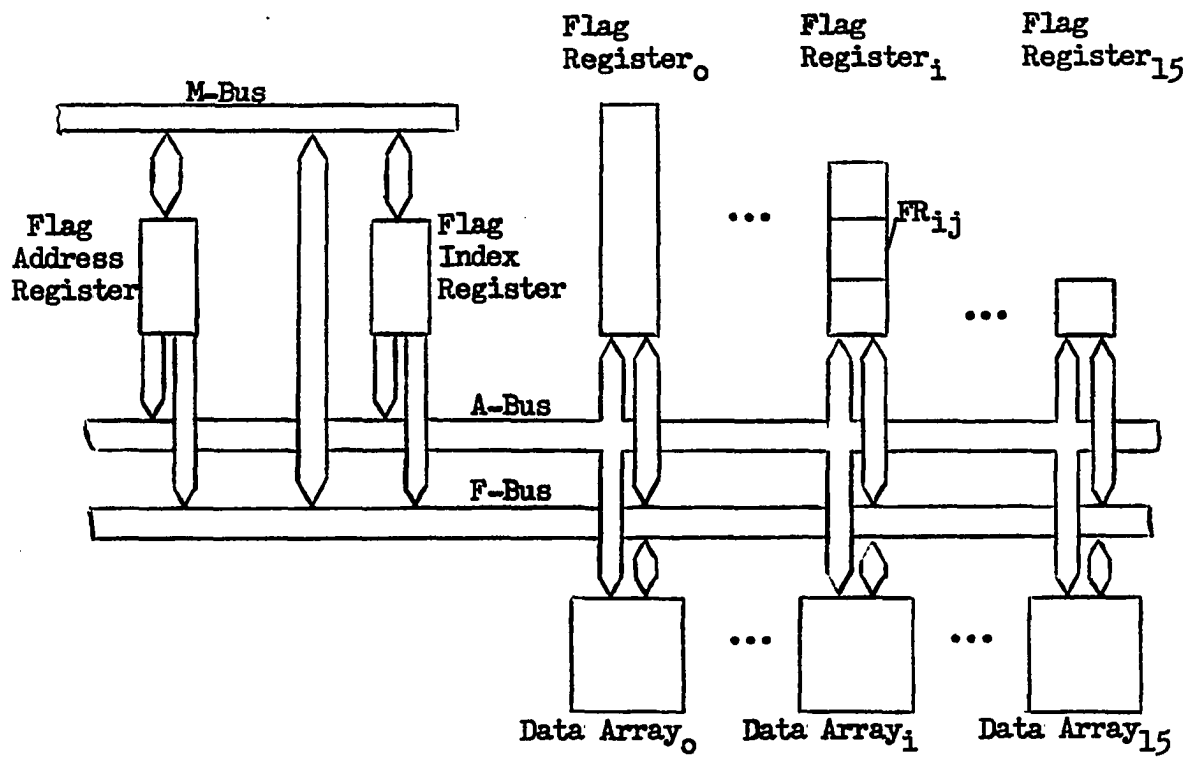 Flag
Register₀
Flag
Registerᵢ
Flag
Register₁₅
M-Bus
Flag
Address
Register
Flag
Index
Register
FRᵢⱼ
...
...
A-Bus
F-Bus
...
...
Data Array₀
Data Arrayᵢ
Data Array₁₅